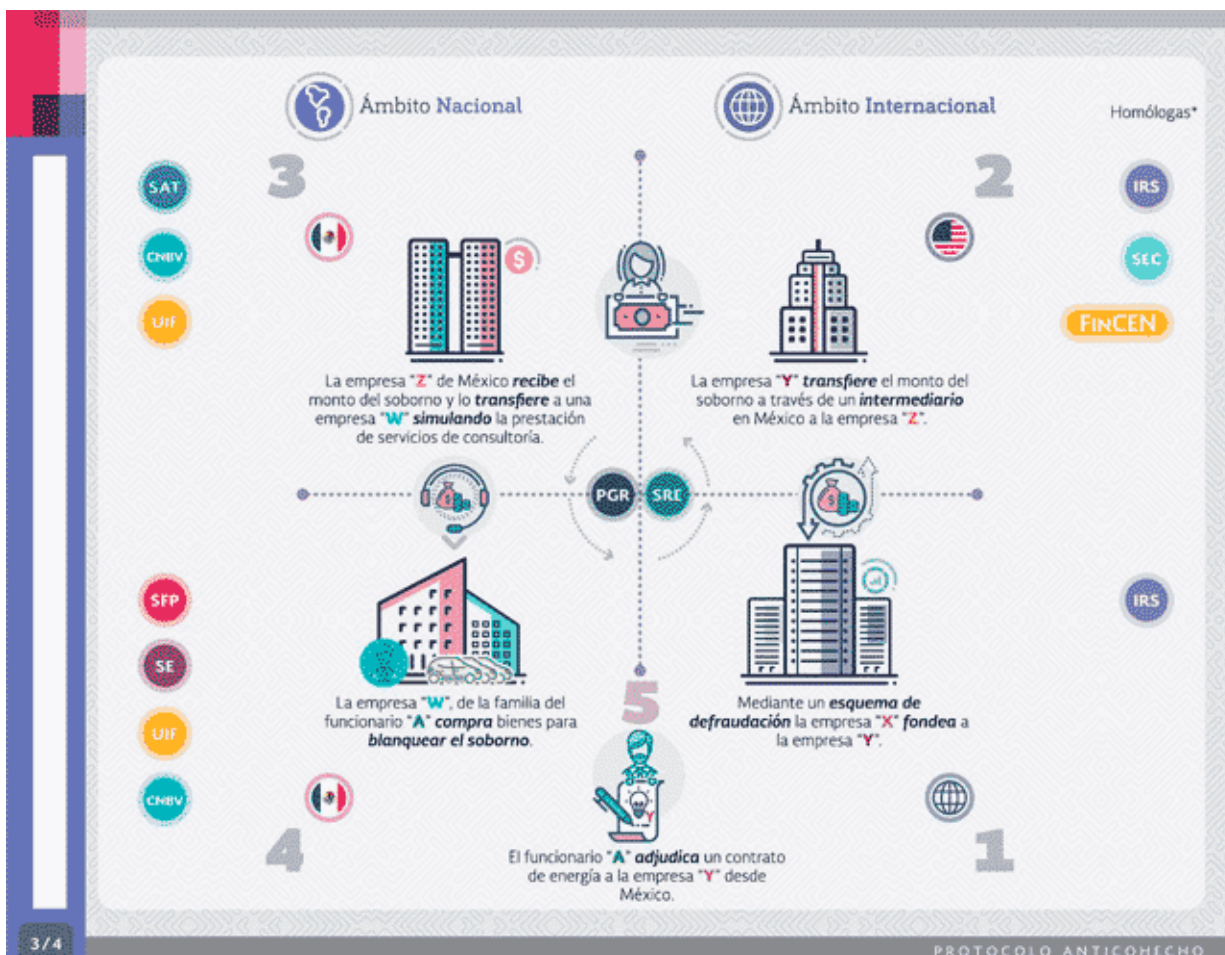 Ámbito Nacional
Ámbito Internacional
Homólogas*
3
2
SAT
CNBV
UIF
IRS
SEC
FINCEN
$
La empresa "Z" de México recibe el
monto del soborno y lo transfiere a una
empresa "W" simulando la prestación
de servicios de consultoría.
La empresa "Y" transfiere el monto del
soborno a través de un intermediario
en México a la empresa "Z".
$
PGR
SRE
$
SFP
SE
UIF
CNBV
IRS
La empresa "W", de la familia del
funcionario "A" compra bienes para
blanquear el soborno.
5
Mediante un esquema de
defraudación la empresa "X" fondea a
la empresa "Y".
Y
4
1
El funcionario "A" adjudica un contrato
de energía a la empresa "Y" desde
México.
3/4
PROTOCOLO ANTICOHECHO